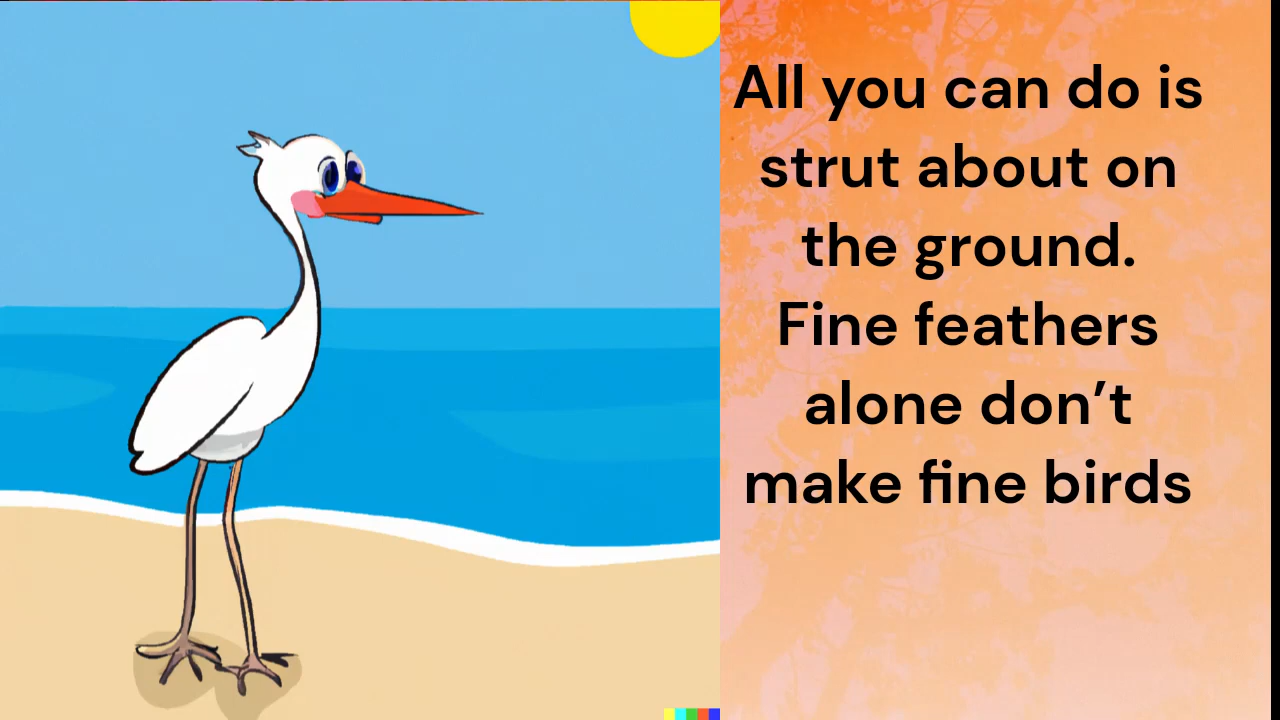 All you can do is
strut about on
the ground.
Fine feathers
alone don’t
make fine birds